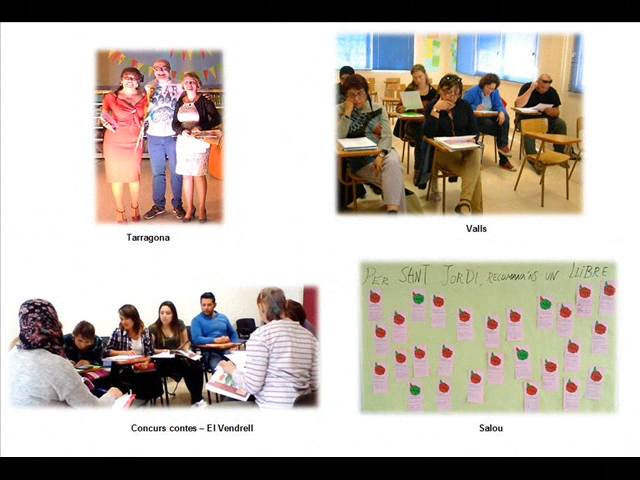 Tarragona
Valls
PER SANT JORDI, RECOMANA'NS UN LLIBRE
Concurs contes – El Vendrell
Salou